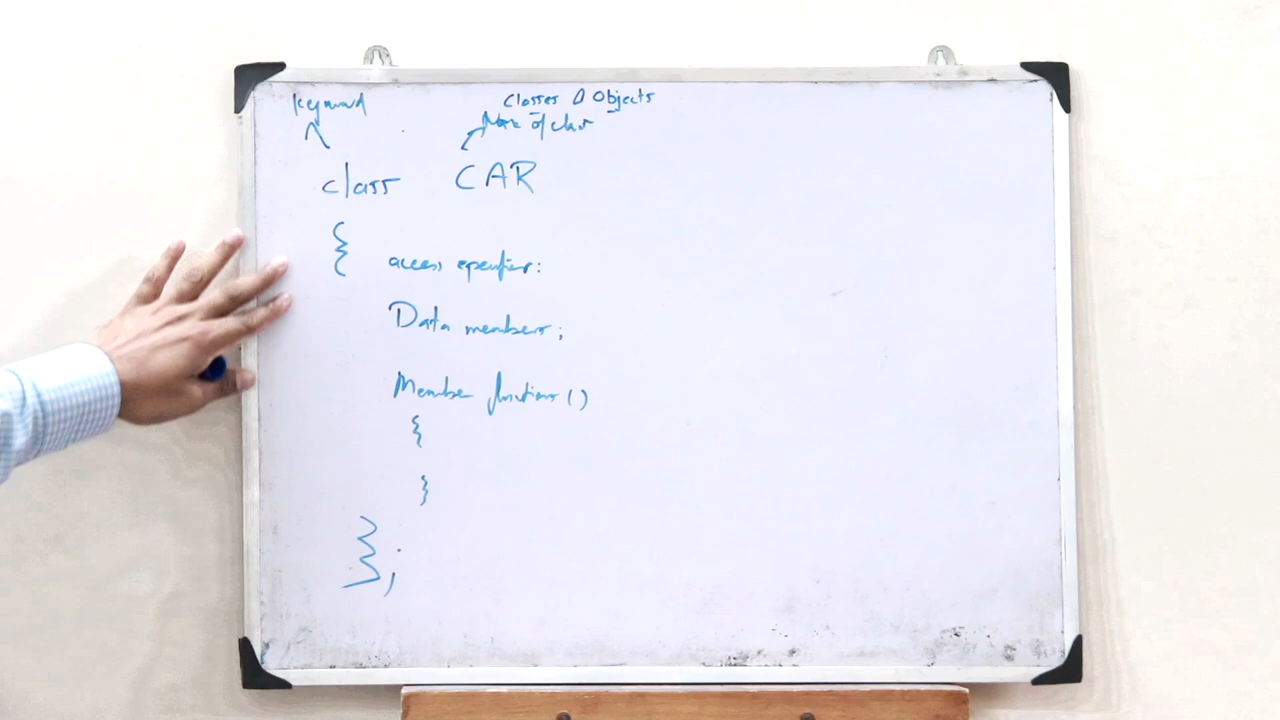 Classes & Objects
keyword
Name of class
class CAR
{
access specifier:
Data members;
Member functions()
{
}
};